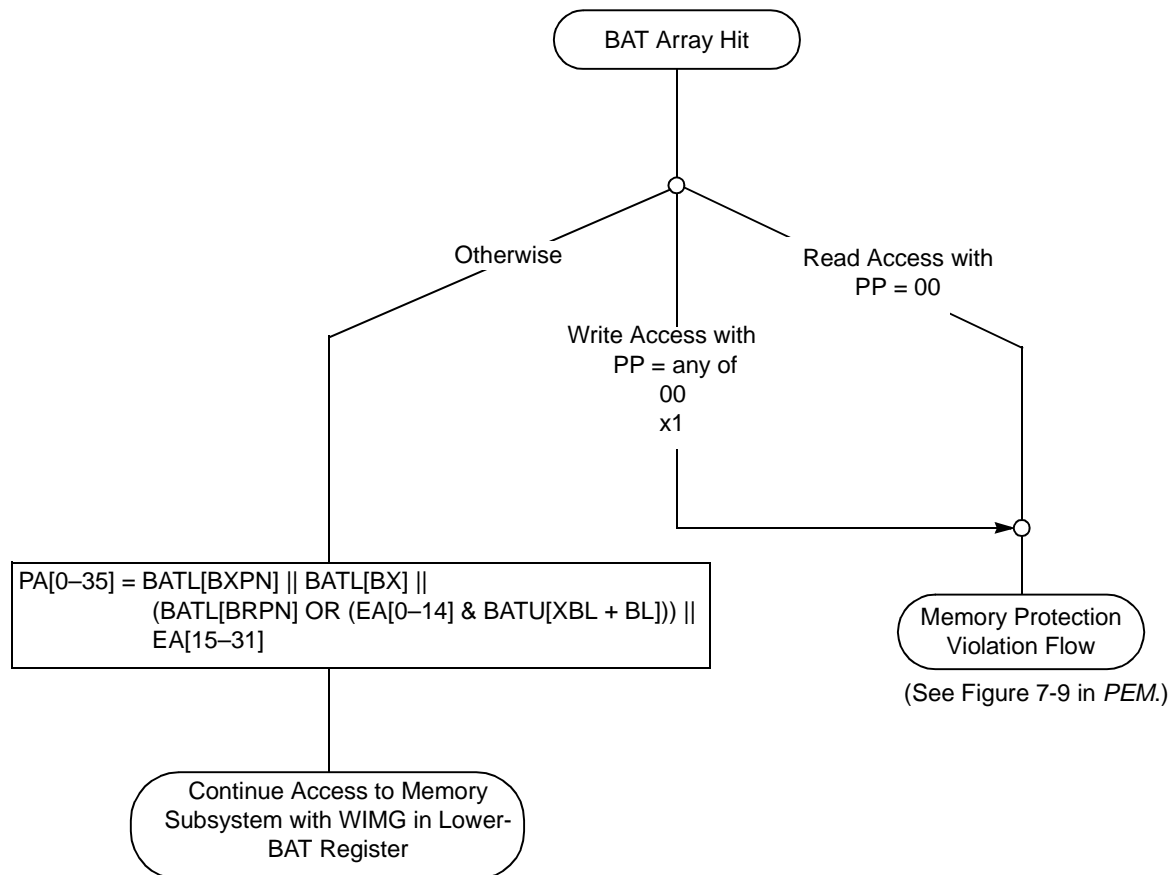 BAT Array Hit
Otherwise
Read Access with
PP = 00
Write Access with
PP = any of
00
x1
PA[0–35] = BATL[BXPN] || BATL[BX] ||
(BATL[BRPN] OR (EA[0–14] & BATU[XBL + BL])) ||
EA[15–31]
Memory Protection
Violation Flow
(See Figure 7-9 in PEM.)
Continue Access to Memory
Subsystem with WIMG in Lower-
BAT Register